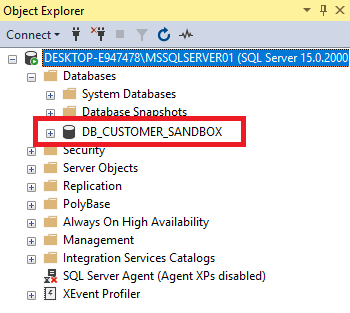 Object Explorer
Connect
DESKTOP-E947478\MSSQLSERVER01 (SQL Server 15.0.2000
Databases
System Databases
Database Snapshots
DB_CUSTOMER_SANDBOX
Security
Server Objects
Replication
PolyBase
Always On High Availability
Management
Integration Services Catalogs
SQL Server Agent (Agent XPs disabled)
XEvent Profiler